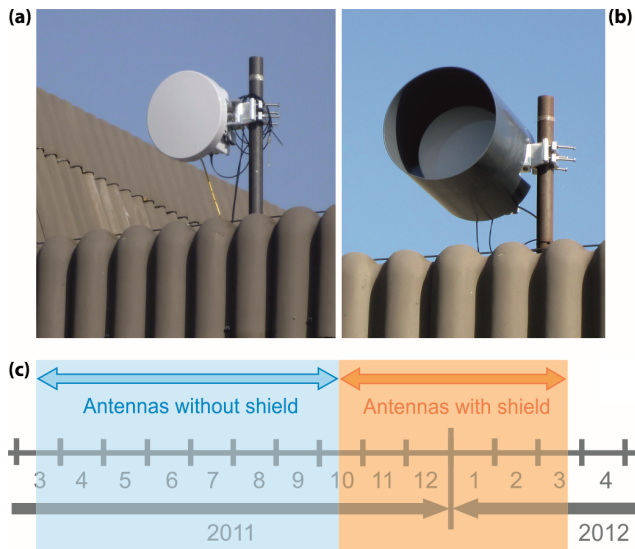 (a)
(b)
(c)
Antennas without shield
Antennas with shield
3 4 5 6 7 8 9 10 10 11 12 1 2 3 4
2011 2012